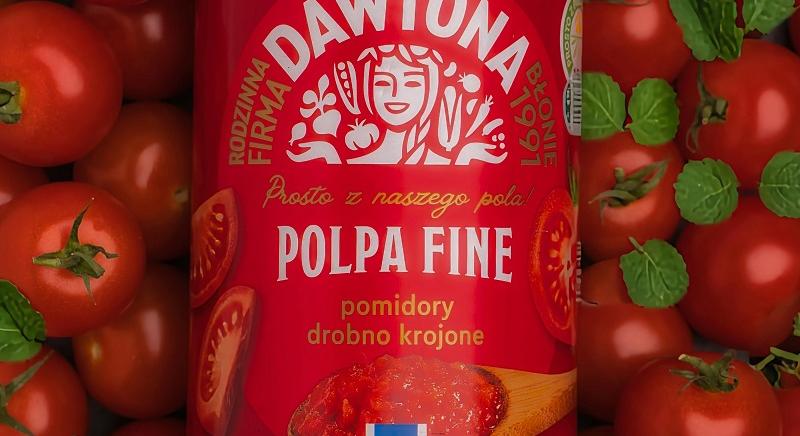 DAWTONA
RODZINNA
FIRMA
BŁONIE
1991
Prosto z naszego pola!
POLPA FINE
pomidory
drobno krojone